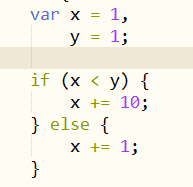 var x = 1,
    y = 1;

if (x < y) {
    x += 10;
} else {
    x += 1;
}